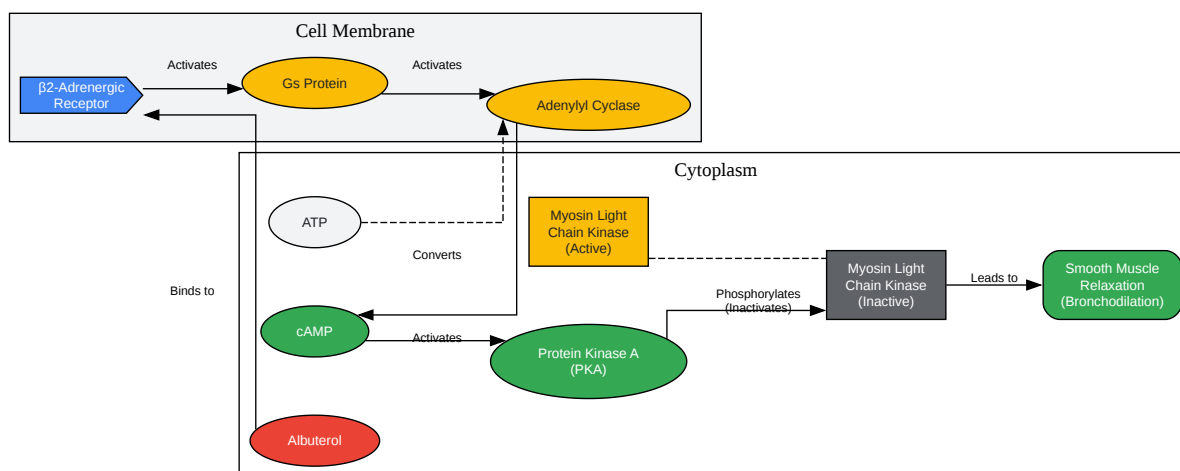 Cell Membrane
Activates
Activates
β2-Adrenergic
Receptor
Gs Protein
Adenylyl Cyclase
Cytoplasm
ATP
Myosin Light
Chain Kinase
(Active)
Converts
Myosin Light
Chain Kinase
(Inactive)
Leads to
Smooth Muscle
Relaxation
(Bronchodilation)
Binds to
Phosphorylates
(Inactivates)
cAMP
Activates
Protein Kinase A
(PKA)
Albuterol